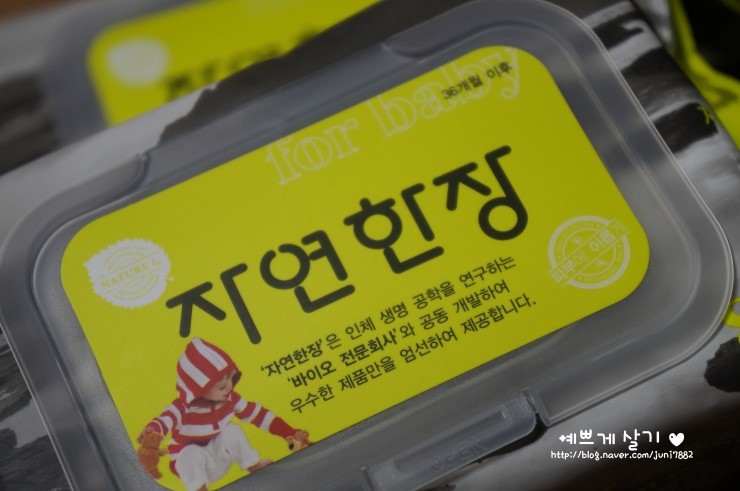 36개월 이후
for baby
자연한장
NATURE'S
'자연한장'은 인체 생명 공학을 연구하는
'바이오 전문회사'와 공동 개발하여
우수한 제품만을 엄선하여 제공합니다.
OPEN
예쁘게 살기
http://blog.naver.com/juni7882